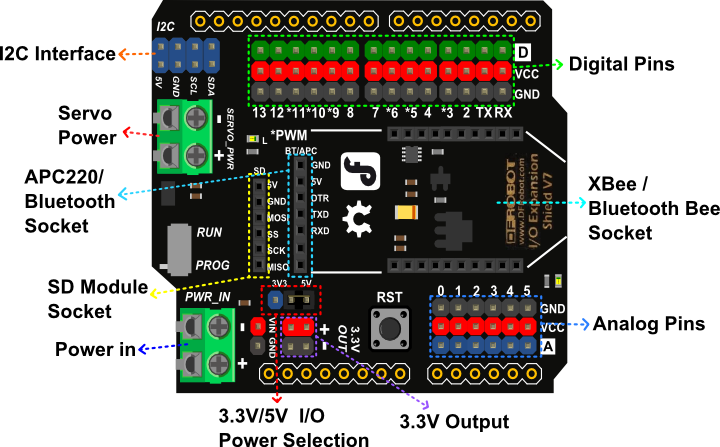 I2C
I2C Interface
5V
GND
SCL
SDA
D
VCC
GND
Digital Pins
13 12 *11 *10 *9 8 7 *6 *5 4 *3 2 TX RX
Servo
Power
SERVO_PWR
-
+
L
*PWM
BT/APC
GND
5V
DTR
TXD
RXD
APC220/
Bluetooth
Socket
SD
5V
GND
MOSI
SS
SCK
MISO
RUN
PROG
SD Module
Socket
DFROBOT
www.DFRobot.com
I/O Expansion
Shield V7
XBee /
Bluetooth Bee
Socket
PWR_IN
-
+
Power in
3V3 5V
VIN
GND
+
-
3.3V
OUT
RST
0 1 2 3 4 5
GND
VCC
A
Analog Pins
3.3V/5V I/O
Power Selection
3.3V Output